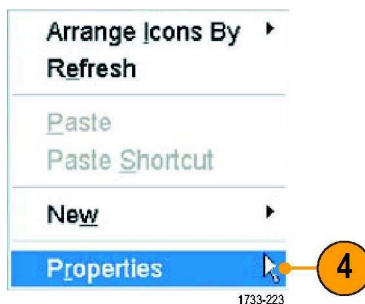 Arrange Icons By
Refresh
Paste
Paste Shortcut
New
Properties
4
1733-223